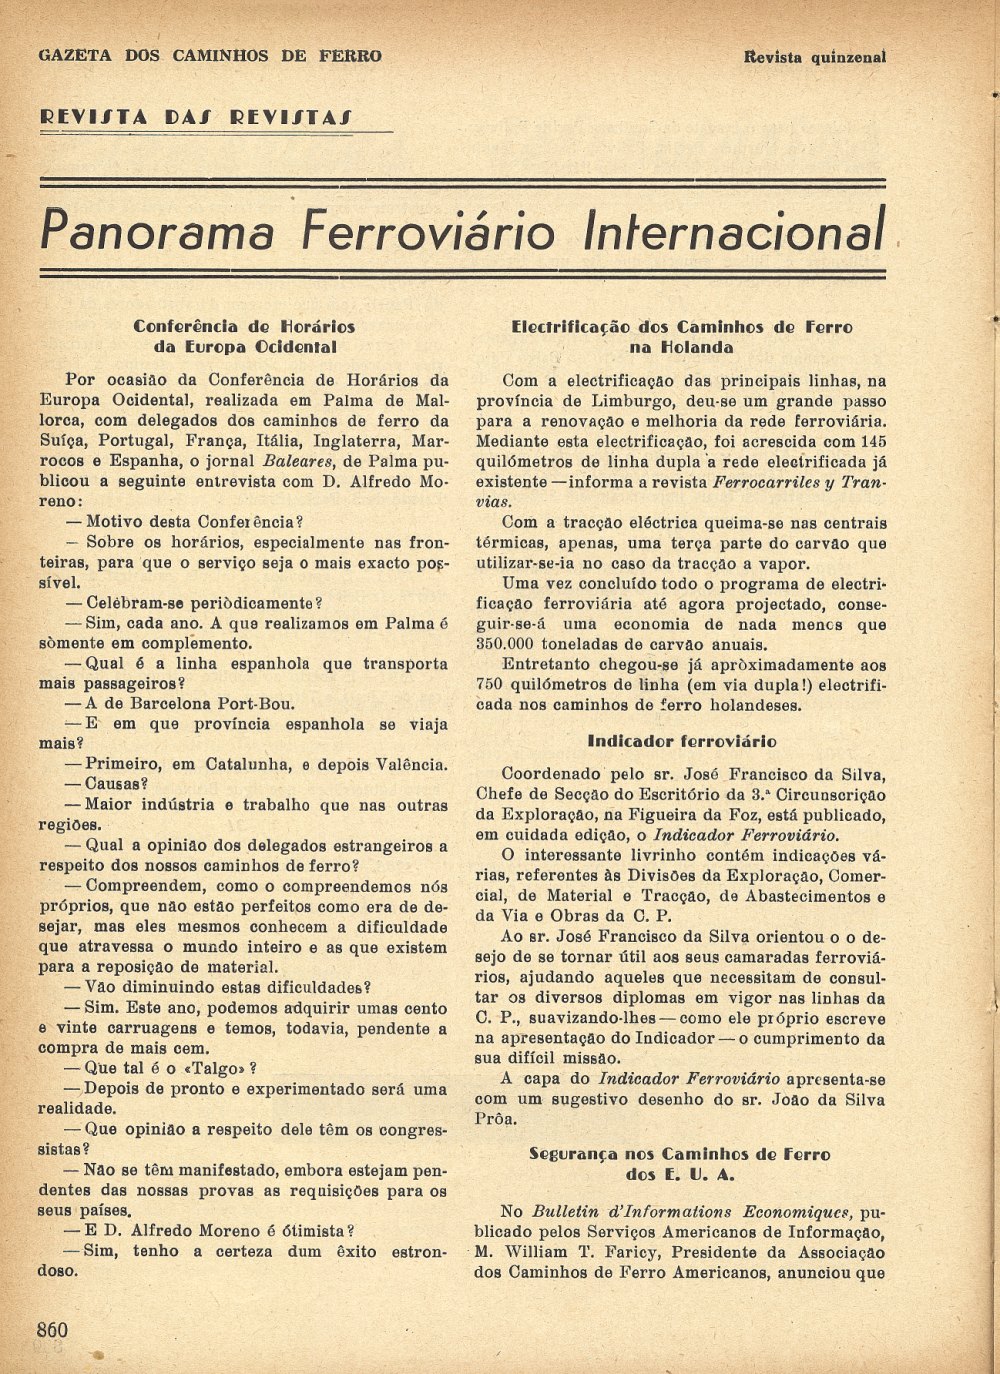 GAZETA DOS CAMINHOS DE FERRO
Revista quinzenal
REVISTA DAS REVISTAS
Panorama Ferroviário Internacional
Conferência de Horários
da Europa Ocidental
Por ocasião da Conferência de Horários da
Europa Ocidental, realizada em Palma de Mal-
lorca, com delegados dos caminhos de ferro da
Suíça, Portugal, França, Itália, Inglaterra, Mar-
rocos e Espanha, o jornal Baleares, de Palma pu-
blicou a seguinte entrevista com D. Alfredo Mo-
reno:
— Motivo desta Conferência?
— Sobre os horários, especialmente nas fron-
teiras, para que o serviço seja o mais exacto pos-
sível.
— Celebram-se periòdicamente?
— Sim, cada ano. A que realizamos em Palma é
sòmente em complemento.
— Qual é a linha espanhola que transporta
mais passageiros?
— A de Barcelona Port-Bou.
— E em que província espanhola se viaja
mais?
— Primeiro, em Catalunha, e depois Valência.
— Causas?
— Maior indústria e trabalho que nas outras
regiões.
— Qual a opinião dos delegados estrangeiros a
respeito dos nossos caminhos de ferro?
— Compreendem, como o compreendemos nós
próprios, que não estão perfeitos como era de de-
sejar, mas eles mesmos conhecem a dificuldade
que atravessa o mundo inteiro e as que existem
para a reposição de material.
— Vão diminuindo estas dificuldades?
— Sim. Este ano, podemos adquirir umas cento
e vinte carruagens e temos, todavia, pendente a
compra de mais cem.
— Que tal é o «Talgo»?
— Depois de pronto e experimentado será uma
realidade.
— Que opinião a respeito dele têm os congres-
sistas?
— Não se têm manifestado, embora estejam pen-
dentes das nossas provas as requisições para os
seus países.
— E D. Alfredo Moreno é ótimista?
— Sim, tenho a certeza dum êxito estron-
doso.
Electrificação dos Caminhos de Ferro
na Holanda
Com a electrificação das principais linhas, na
província de Limburgo, deu-se um grande passo
para a renovação e melhoria da rede ferroviária.
Mediante esta electrificação, foi acrescida com 145
quilómetros de linha dupla a rede electrificada já
existente — informa a revista Ferrocarriles y Tran-
vias.
Com a tracção eléctrica queima-se nas centrais
térmicas, apenas, uma terça parte do carvão que
utilizar-se-ia no caso da tracção a vapor.
Uma vez concluído todo o programa de electri-
ficação ferroviária até agora projectado, conse-
guir-se-á uma economia de nada menos que
350.000 toneladas de carvão anuais.
Entretanto chegou-se já apròximadamente aos
750 quilómetros de linha (em via dupla!) electrifi-
cada nos caminhos de ferro holandeses.
Indicador ferroviário
Coordenado pelo sr. José Francisco da Silva,
Chefe de Secção do Escritório da 3.ª Circunscrição
da Exploração, na Figueira da Foz, está publicado,
em cuidada edição, o Indicador Ferroviário.
O interessante livrinho contém indicações vá-
rias, referentes às Divisões da Exploração, Comer-
cial, de Material e Tracção, de Abastecimentos e
da Via e Obras da C. P.
Ao sr. José Francisco da Silva orientou o o de-
sejo de se tornar útil aos seus camaradas ferroviá-
rios, ajudando aqueles que necessitam de consul-
tar os diversos diplomas em vigor nas linhas da
C. P., suavizando-lhes — como ele próprio escreve
na apresentação do Indicador — o cumprimento da
sua difícil missão.
A capa do Indicador Ferroviário apresenta-se
com um sugestivo desenho do sr. João da Silva
Prôa.
Segurança nos Caminhos de Ferro
dos E. U. A.
No Bulletin d'Informations Economiques, pu-
blicado pelos Serviços Americanos de Informação,
M. William T. Faricy, Presidente da Associação
dos Caminhos de Ferro Americanos, anunciou que
860